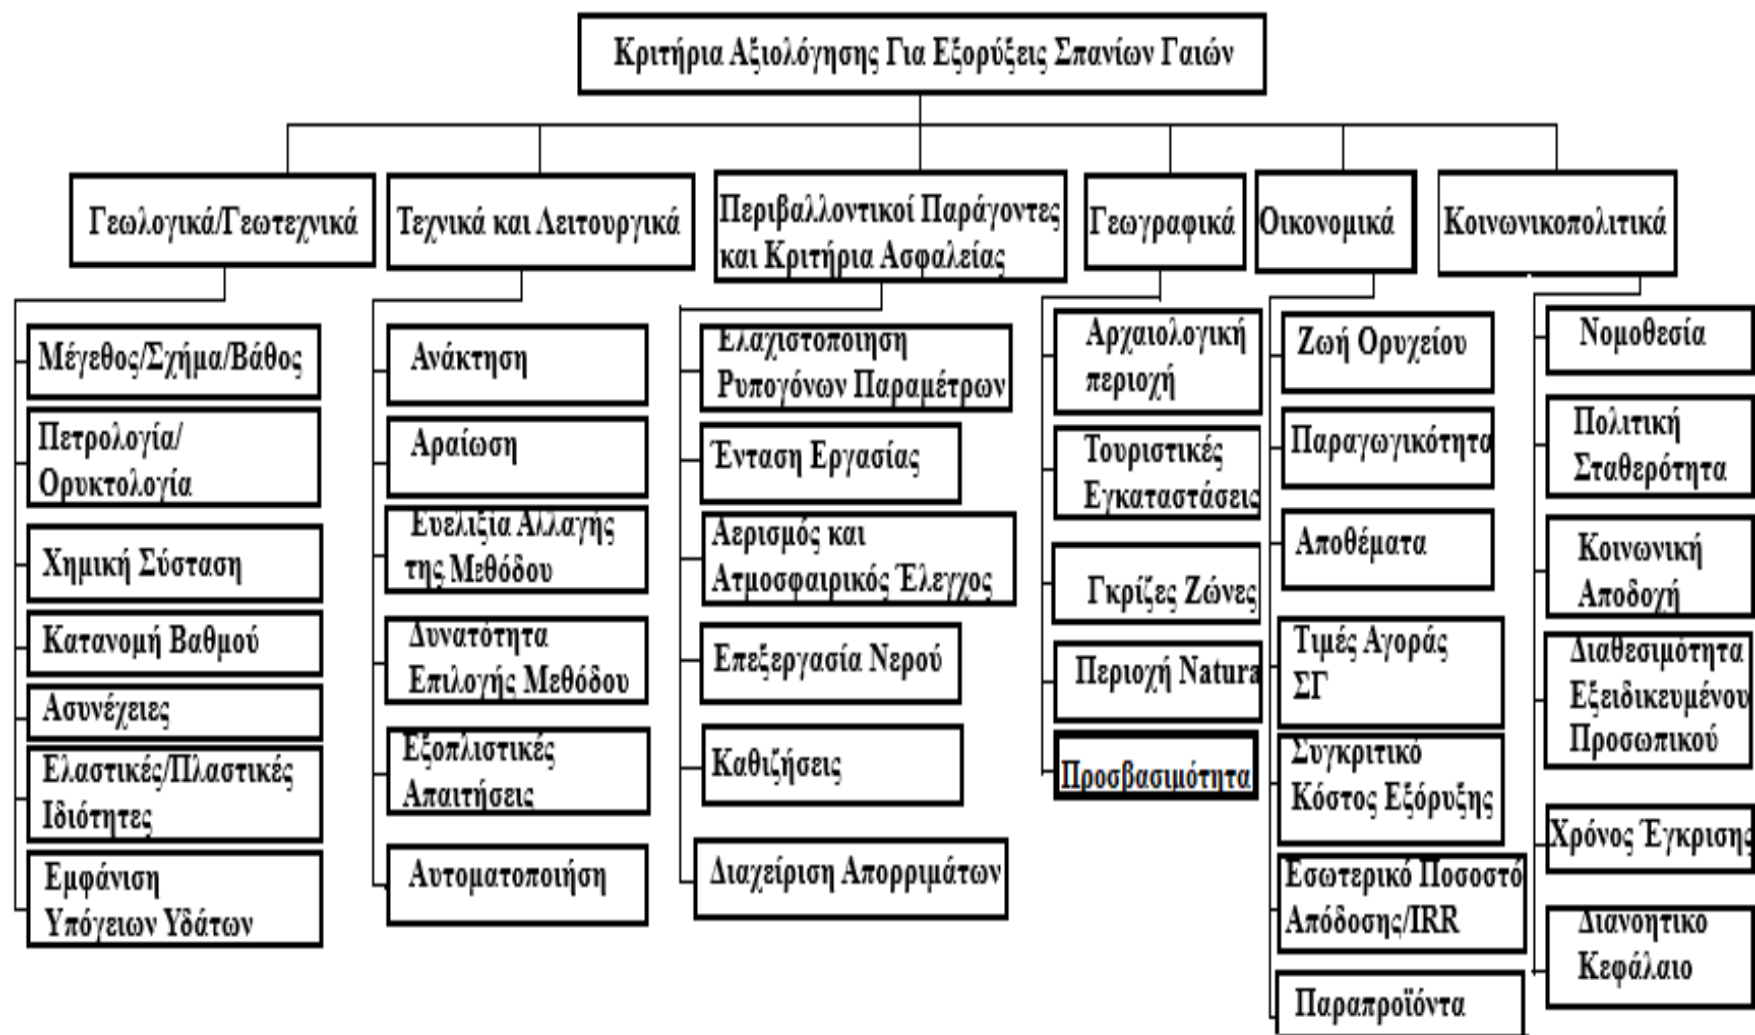 Κριτήρια Αξιολόγησης Για Εξορύξεις Σπανίων Γαιών
Γεωλογικά/Γεωτεχνικά
Μέγεθος/Σχήμα/Βάθος
Πετρολογία/
Ορυκτολογία
Χημική Σύσταση
Κατανομή Βαθμού
Ασυνέχειες
Ελαστικές/Πλαστικές
Ιδιότητες
Εμφάνιση
Υπόγειων Υδάτων
Τεχνικά και Λειτουργικά
Ανάκτηση
Αραίωση
Ευελιξία Αλλαγής
της Μεθόδου
Δυνατότητα
Επιλογής Μεθόδου
Εξοπλιστικές
Απαιτήσεις
Αυτοματοποιήση
Περιβαλλοντικοί Παράγοντες
και Κριτήρια Ασφαλείας
Ελαχιστοποιηση
Ρυπογόνων Παραμέτρων
Ένταση Εργασίας
Αερισμός και
Ατμοσφαιρικός Έλεγχος
Επεξεργασία Νερού
Καθιζήσεις
Διαχείριση Απορριμάτων
Γεωγραφικά
Αρχαιολογική
περιοχή
Τουριστικές
Εγκαταστάσεις
Γκρίζες Ζώνες
Περιοχή Natura
Προσβασιμότητα
Οικονομικά
Ζωή Ορυχείου
Παραγωγικότητα
Αποθέματα
Τιμές Αγοράς
ΣΓ
Συγκριτικό
Κόστος Εξόρυξης
Εσωτερικό Ποσοστό
Απόδοσης/IRR
Παραπροϊόντα
Κοινωνικοπολιτικά
Νομοθεσία
Πολιτική
Σταθερότητα
Κοινωνική
Αποδοχή
Διαθεσιμότητα
Εξειδικευμένου
Προσωπικού
Χρόνος Έγκρισης
Διανοητικο
Κεφάλαιο